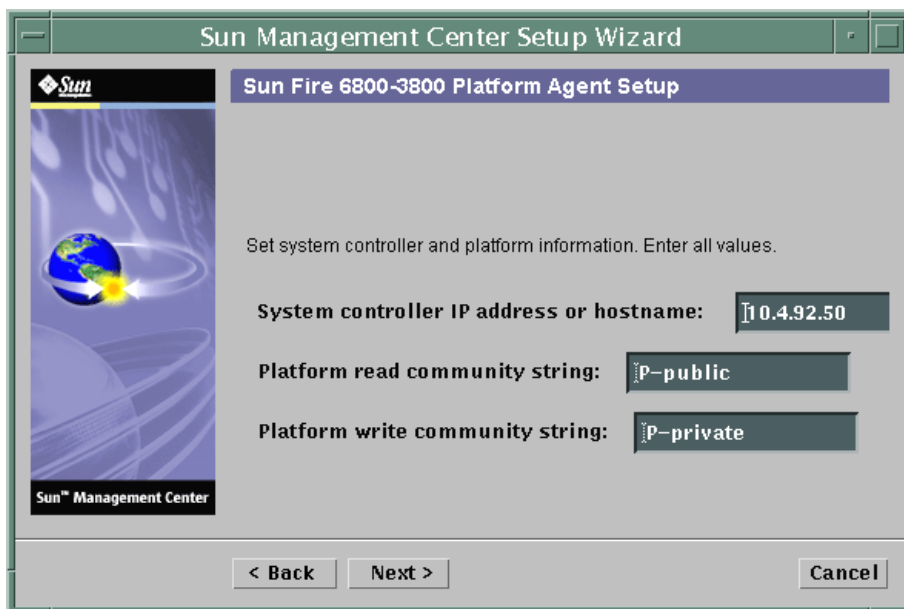 Sun Management Center Setup Wizard
Sun
Sun Fire 6800-3800 Platform Agent Setup
Set system controller and platform information. Enter all values.
System controller IP address or hostname: 10.4.92.50
Platform read community string: P-public
Platform write community string: P-private
Sun™ Management Center
< Back Next > Cancel